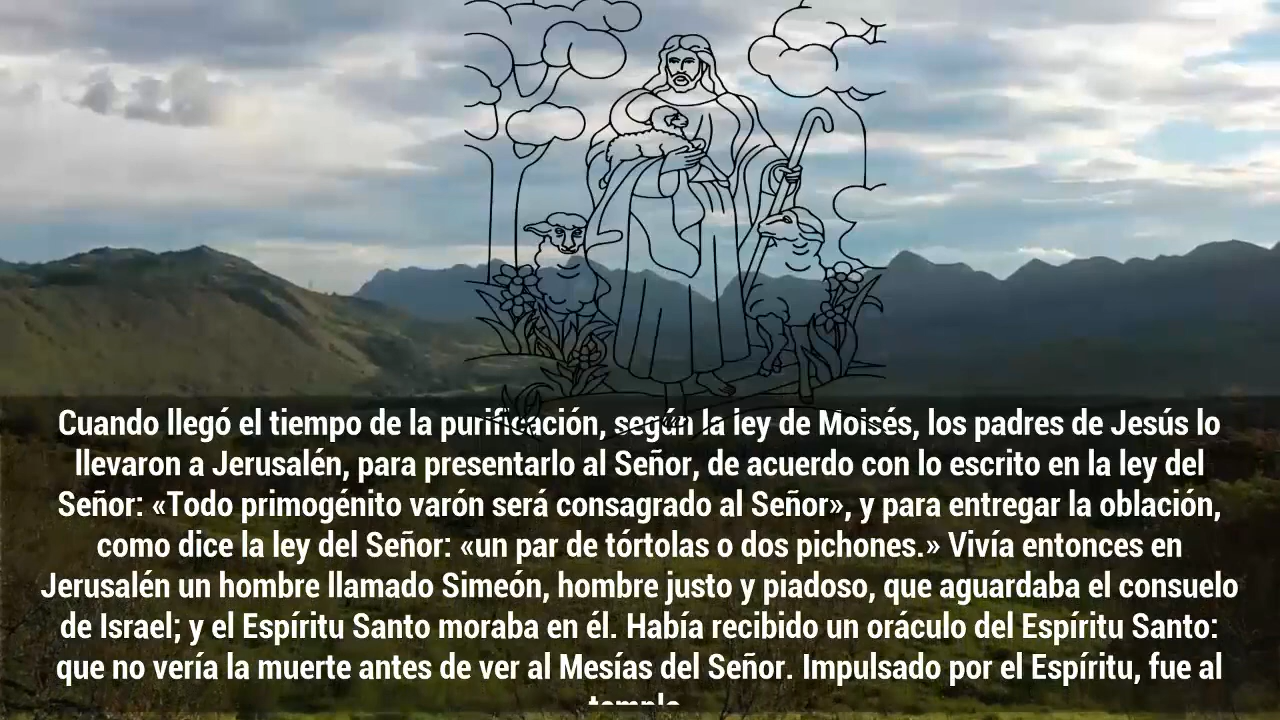 Cuando llegó el tiempo de la purificación, según la ley de Moisés, los padres de Jesús lo
llevaron a Jerusalén, para presentarlo al Señor, de acuerdo con lo escrito en la ley del
Señor: «Todo primogénito varón será consagrado al Señor», y para entregar la oblación,
como dice la ley del Señor: «un par de tórtolas o dos pichones.» Vivía entonces en
Jerusalén un hombre llamado Simeón, hombre justo y piadoso, que aguardaba el consuelo
de Israel; y el Espíritu Santo moraba en él. Había recibido un oráculo del Espíritu Santo:
que no vería la muerte antes de ver al Mesías del Señor. Impulsado por el Espíritu, fue al